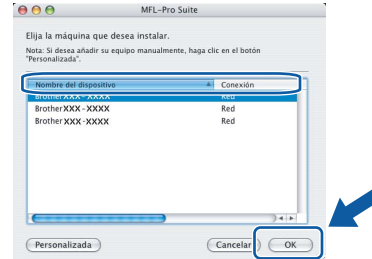 MFL-Pro Suite
Elija la máquina que desea instalar.
Nota: Si desea añadir su equipo manualmente, haga clic en el botón
"Personalizada".
Nombre del dispositivo Conexión
Brother XXX-XXXX Red
Brother XXX-XXXX Red
Brother XXX-XXXX Red
Personalizada Cancelar OK